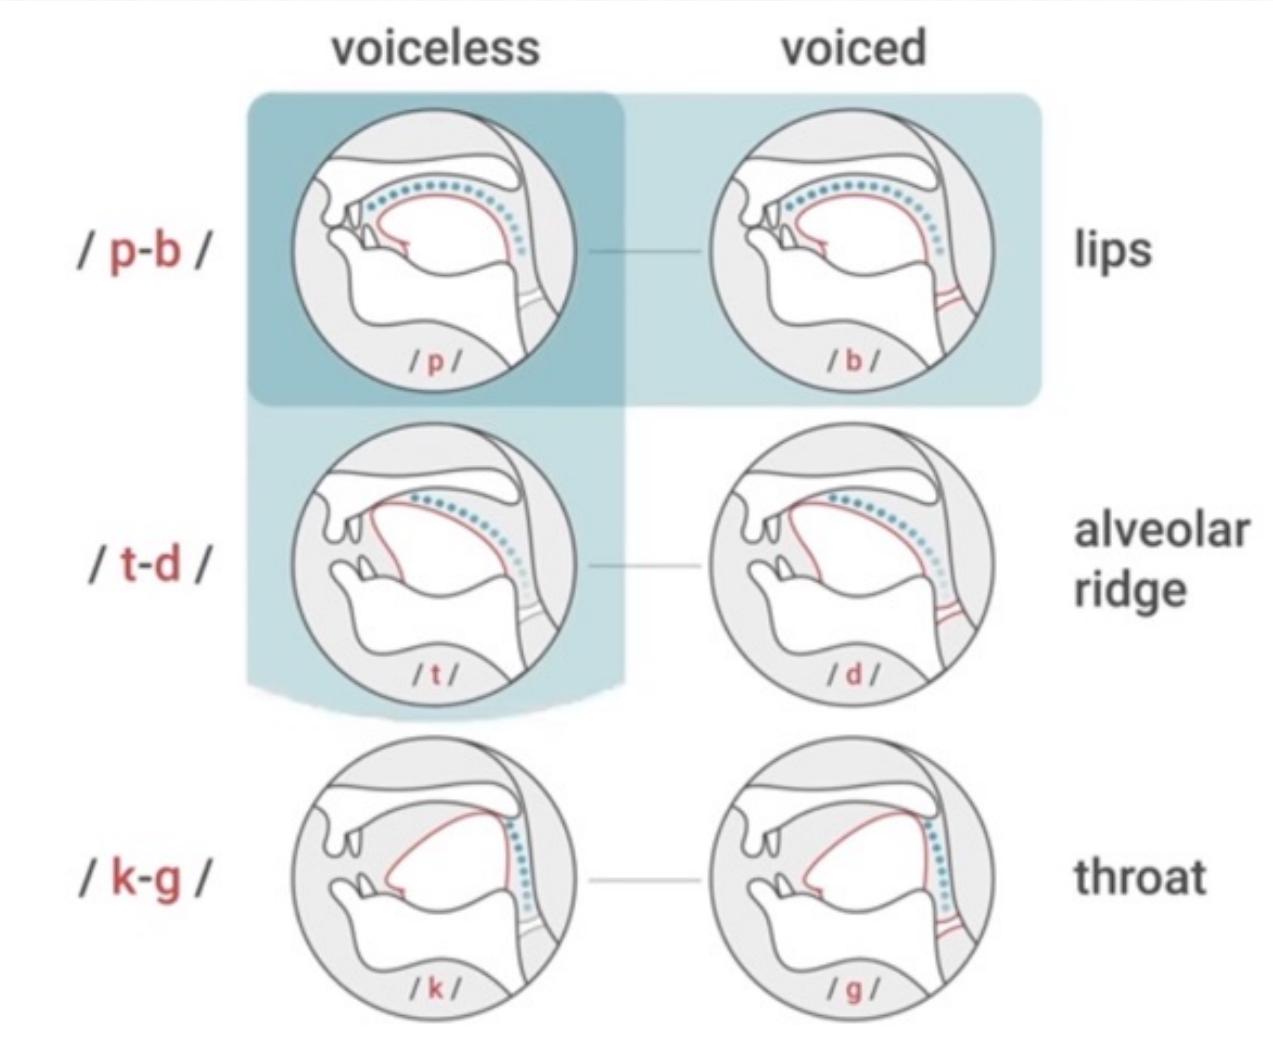 voiceless voiced
/ p-b /
/ p /
/ b /
lips
/ t-d /
/ t /
/ d /
alveolar
ridge
/ k-g /
/ k /
/ g /
throat